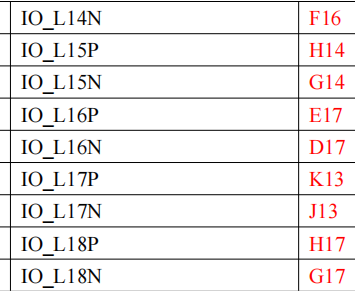 IO_L14N F16
IO_L15P H14
IO_L15N G14
IO_L16P E17
IO_L16N D17
IO_L17P K13
IO_L17N J13
IO_L18P H17
IO_L18N G17